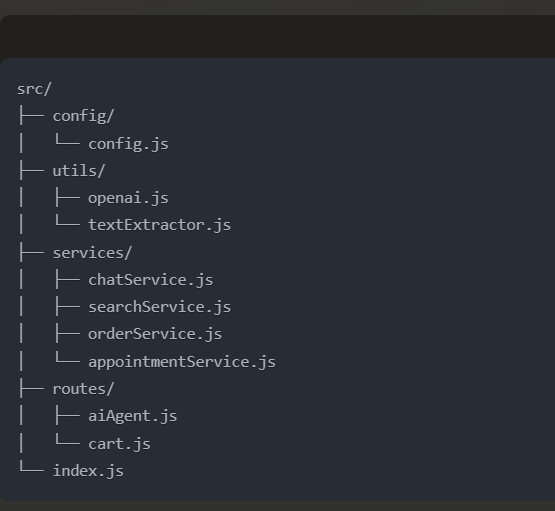 src/
├── config/
│   └── config.js
├── utils/
│   ├── openai.js
│   └── textExtractor.js
├── services/
│   ├── chatService.js
│   ├── searchService.js
│   ├── orderService.js
│   └── appointmentService.js
├── routes/
│   ├── aiAgent.js
│   └── cart.js
└── index.js